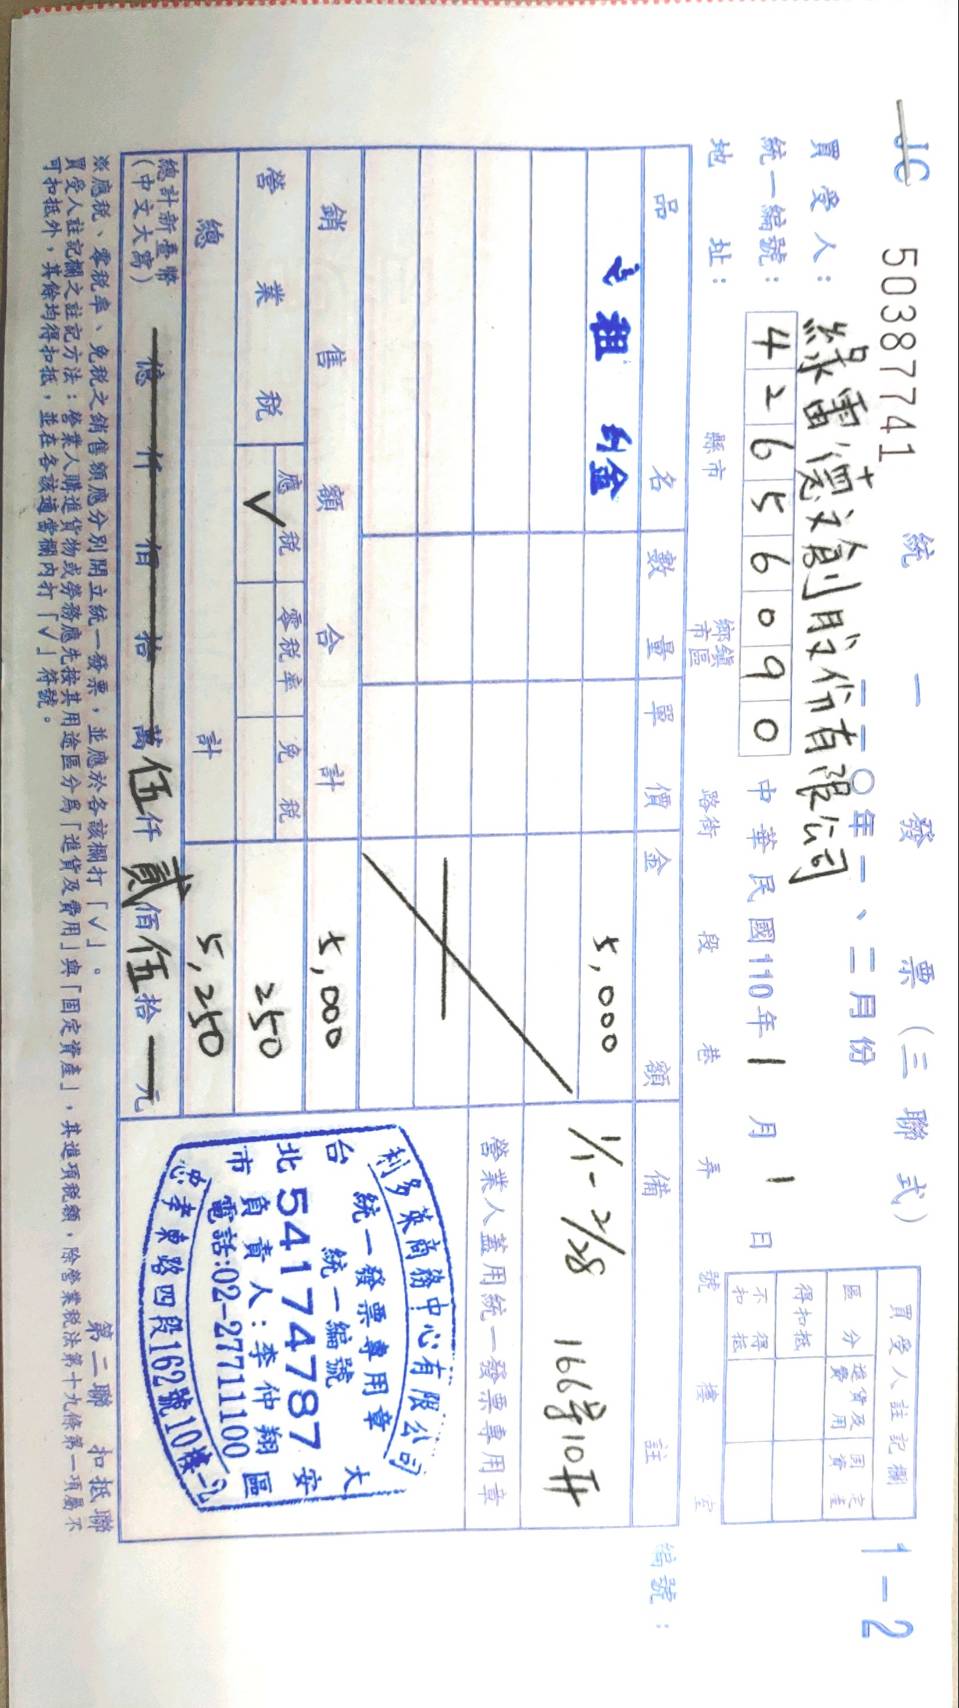 JC 50387741
統一發票(三聯式)
一一〇年一、二月份
1-2
買受人:綠雷德文創股份有限公司
統一編號:42656090
中華民國110年1月1日
地址:
縣市
鄉鎮市區
路街
段
巷
弄
號
樓
室
買受人註記欄
區分
進貨及費用
固定資產
得扣抵
不得扣抵
編號:
品名
數量
單價
金額
備註
租金
5,000
1/1-2/28 166號10F
營業人蓋用統一發票專用章
銷售額合計
5,000
營業稅
應稅
√
零稅率
免稅
250
總計
5,250
總計新臺幣
(中文大寫)
億仟佰拾萬伍仟貳佰伍拾元
利多萊商務中心有限公司
統一發票專用章
統一編號
54174787
負責人:李仲翔
電話:02-27711100
台北市大安區
忠孝東路四段162號10樓-2
※應稅、零稅率、免稅之銷售額應分別開立統一發票,並應於各該欄打「√」。
買受人註記欄之註記方法:營業人購進貨物或勞務應先按其用途區分為「進貨及費用」與「固定資產」,其進項稅額,除營業稅法第十九條第一項屬不
可扣抵外,其餘均得扣抵,並在各該適當欄內打「√」符號。
第二聯 扣抵聯